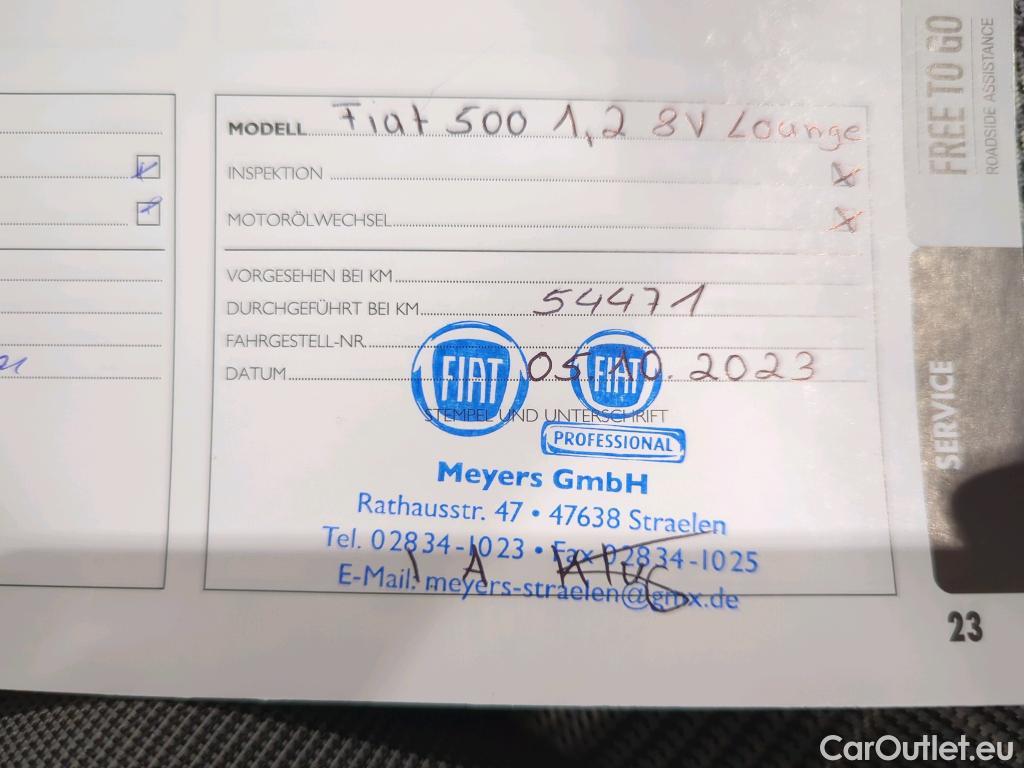 MODELL Fiat 500 1,2 8V Lounge
INSPEKTION
MOTORÖLWECHSEL
VORGESEHEN BEI KM
DURCHGEFÜHRT BEI KM 54471
FAHRGESTELL-NR.
DATUM 05.10.2023
FIAT FIAT
STEMPEL UND UNTERSCHRIFT
PROFESSIONAL
Meyers GmbH
Rathausstr. 47 • 47638 Straelen
Tel. 02834-1023 • Fax 02834-1025
E-Mail: meyers-straelen@gmx.de
FREE TO GO
ROADSIDE ASSISTANCE
SERVICE
23
CarOutlet.eu